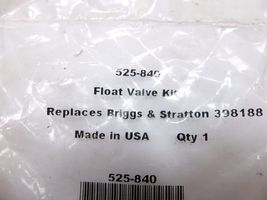 525-840
Float Valve Kit
Replaces Briggs & Stratton 398188
Made in USA Qty 1
525-840